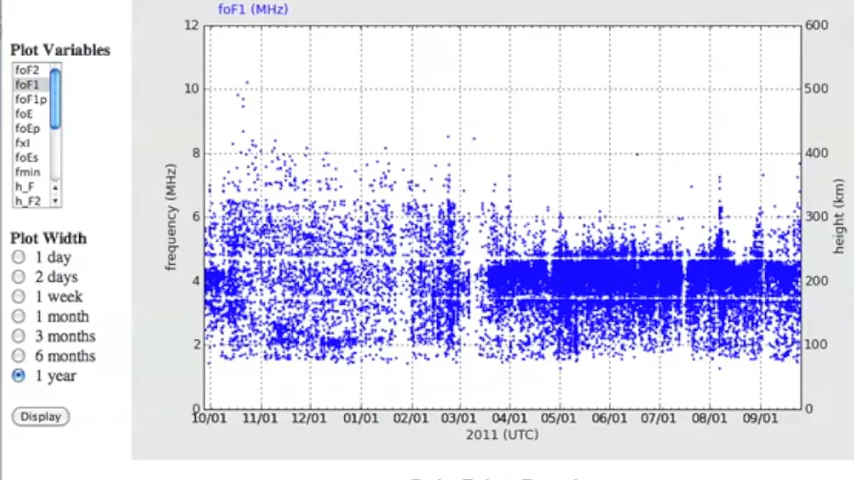 foF1 (MHz)
Plot Variables
foF2
foF1
foF1p
foE
foEp
fxI
foEs
fmin
h_F
h_F2
Plot Width
1 day
2 days
1 week
1 month
3 months
6 months
1 year
Display
frequency (MHz)
12
10
8
6
4
2
0
600
500
400
300
200
100
0
height (km)
10/01 11/01 12/01 01/01 02/01 03/01 04/01 05/01 06/01 07/01 08/01 09/01
2011 (UTC)